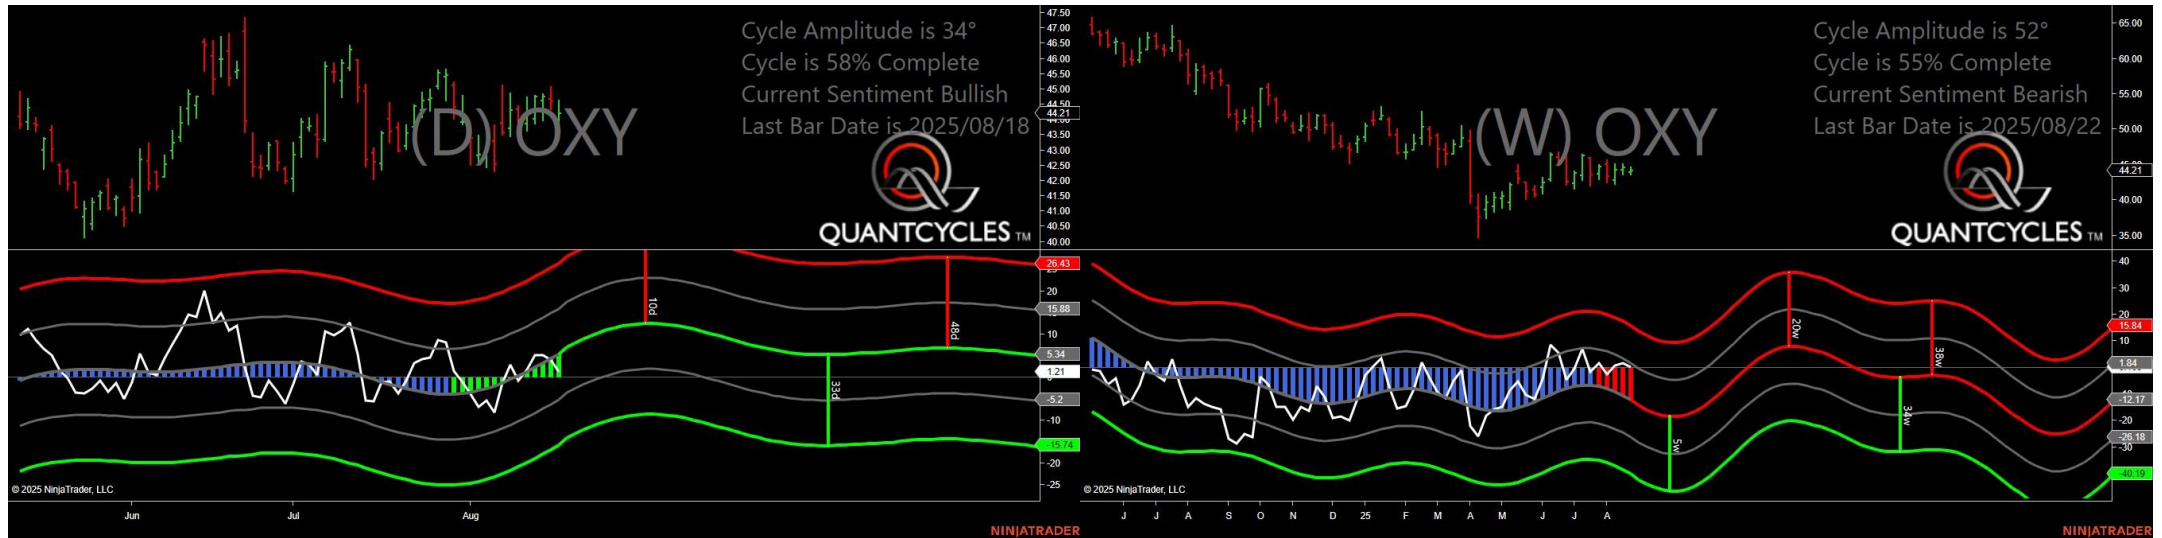 Cycle Amplitude is 34°
Cycle is 58% Complete
Current Sentiment Bullish
Last Bar Date is 2025/08/18
(D) OXY
QUANTCYCLES TM
47.50
47.00
46.50
46.00
45.50
45.00
44.50
44.21
43.50
43.00
42.50
42.00
41.50
41.00
40.50
40.00
26.43
20
15.88
10
5.34
1.21
-5.2
-10
-15.74
-20
-25
10d
33d
48d
© 2025 NinjaTrader, LLC
Jun
Jul
Aug
NINJATRADER
Cycle Amplitude is 52°
Cycle is 55% Complete
Current Sentiment Bearish
Last Bar Date is 2025/08/22
(W) OXY
QUANTCYCLES TM
65.00
60.00
55.00
50.00
45.00
44.21
40.00
35.00
40
30
20
15.84
10
1.84
-12.17
-20
-26.18
-30
-40.19
5w
20w
34w
38w
© 2025 NinjaTrader, LLC
J
J
A
S
O
N
D
25
F
M
A
M
J
J
A
NINJATRADER